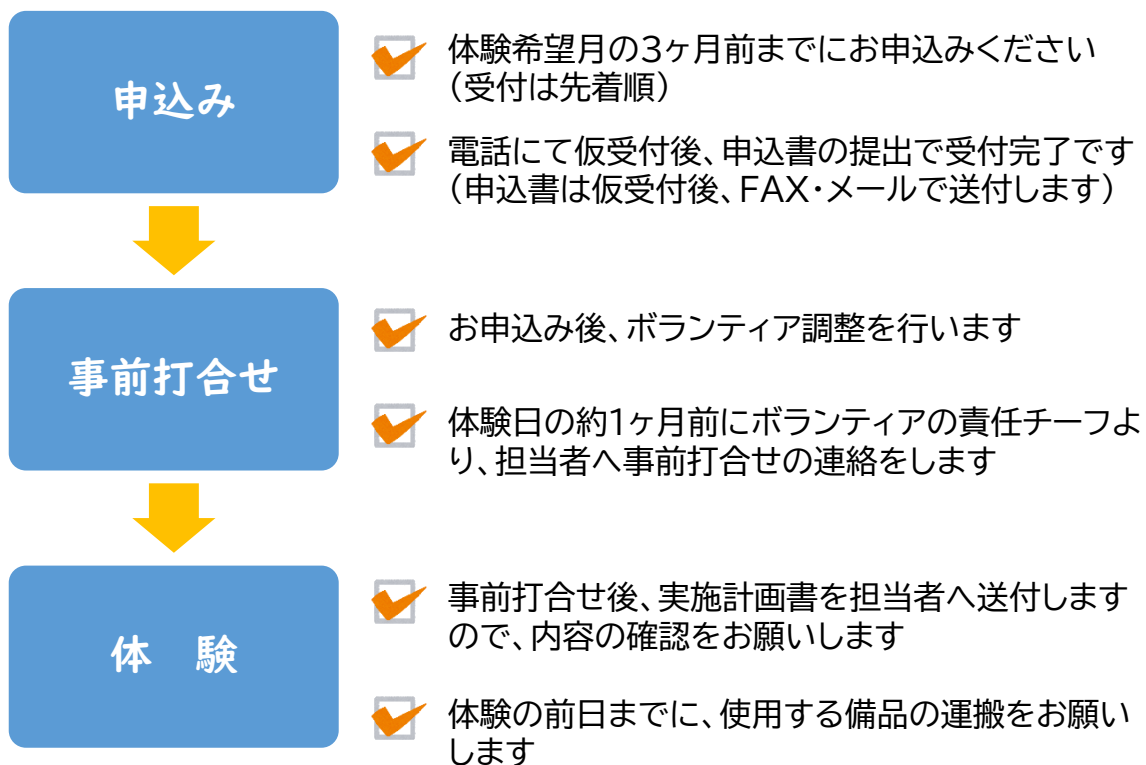 申込み
体験希望月の3ヶ月前までにお申込みください
(受付は先着順)
電話にて仮受付後、申込書の提出で受付完了です
(申込書は仮受付後、FAX・メールで送付します)
事前打合せ
お申込み後、ボランティア調整を行います
体験日の約1ヶ月前にボランティアの責任チーフよ
り、担当者へ事前打合せの連絡をします
体　験
事前打合せ後、実施計画書を担当者へ送付します
ので、内容の確認をお願いします
体験の前日までに、使用する備品の運搬をお願い
します